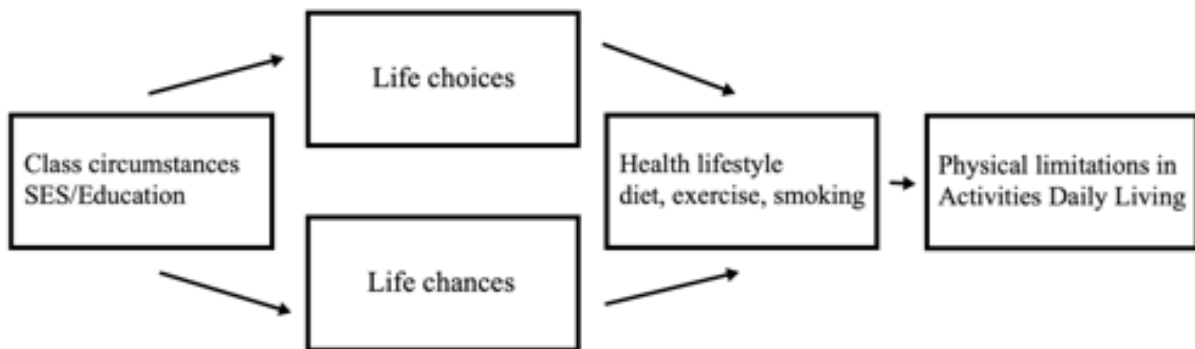 Life choices
Class circumstances
SES/Education
Life chances
Health lifestyle
diet, exercise, smoking
Physical limitations in
Activities Daily Living